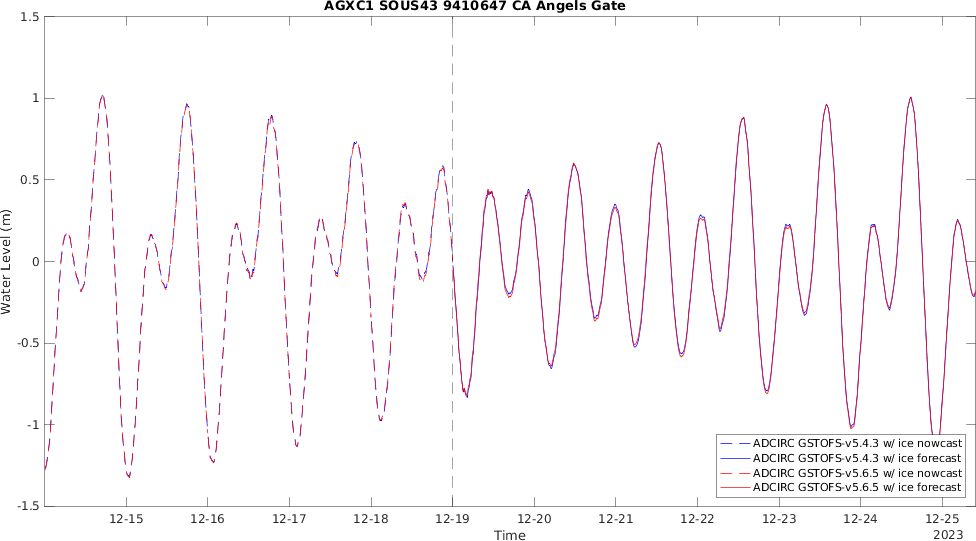 AGXC1 SOUS43 9410647 CA Angels Gate
1.5
1
0.5
0
-0.5
-1
-1.5
Water Level (m)
12-15 12-16 12-17 12-18 12-19 12-20 12-21 12-22 12-23 12-24 12-25
Time
2023
ADCIRC GSTOFS-v5.4.3 w/ ice nowcast
ADCIRC GSTOFS-v5.4.3 w/ ice forecast
ADCIRC GSTOFS-v5.6.5 w/ ice nowcast
ADCIRC GSTOFS-v5.6.5 w/ ice forecast